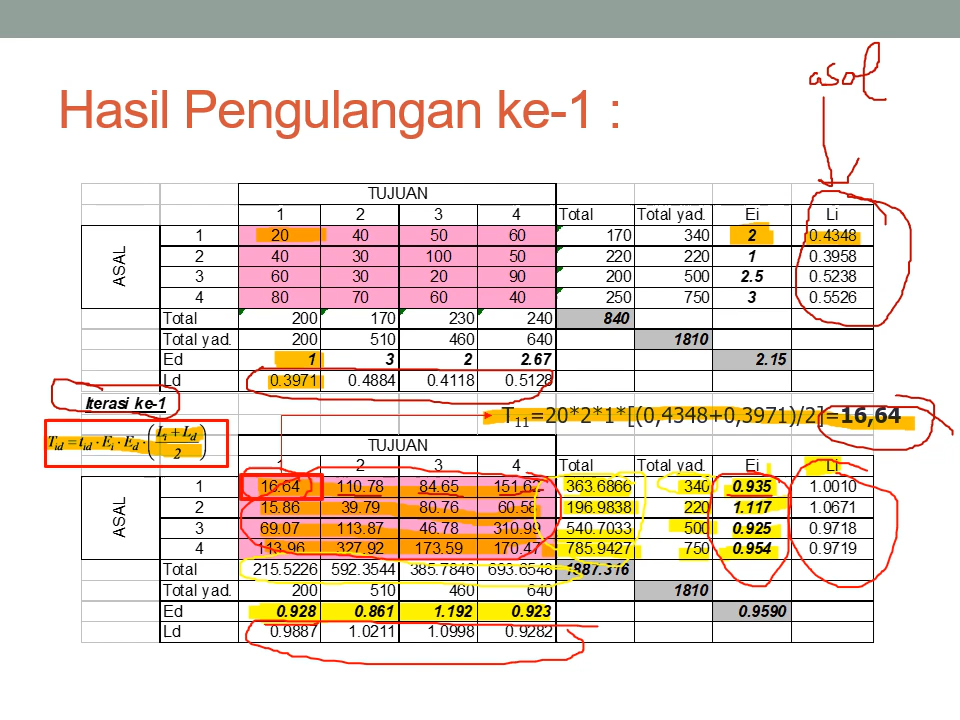 asal
Hasil Pengulangan ke-1 :
TUJUAN
1 2 3 4 Total Total yad. Ei Li
ASAL
1 20 40 50 60 170 340 2 0.4348
2 40 30 100 50 220 220 1 0.3958
3 60 30 20 90 200 500 2.5 0.5238
4 80 70 60 40 250 750 3 0.5526
Total 200 170 230 240 840
Total yad. 200 510 460 640 1810
Ed 1 3 2 2.67 2.15
Ld 0.3971 0.4884 0.4118 0.5128
Iterasi ke-1
T11=20*2*1*[(0,4348+0,3971)/2]=16,64
Tid = tid · Ei · Ed · (Li + Ld / 2)
TUJUAN
1 2 3 4 Total Total yad. Ei Li
ASAL
1 16.64 110.78 84.65 151.62 363.6866 340 0.935 1.0010
2 15.86 39.79 80.76 60.58 196.9838 220 1.117 1.0671
3 69.07 113.87 46.78 310.99 540.7033 500 0.925 0.9718
4 113.96 327.92 173.59 170.47 785.9427 750 0.954 0.9719
Total 215.5226 592.3544 385.7846 693.6548 1887.316
Total yad. 200 510 460 640 1810
Ed 0.928 0.861 1.192 0.923 0.9590
Ld 0.9887 1.0211 1.0998 0.9282